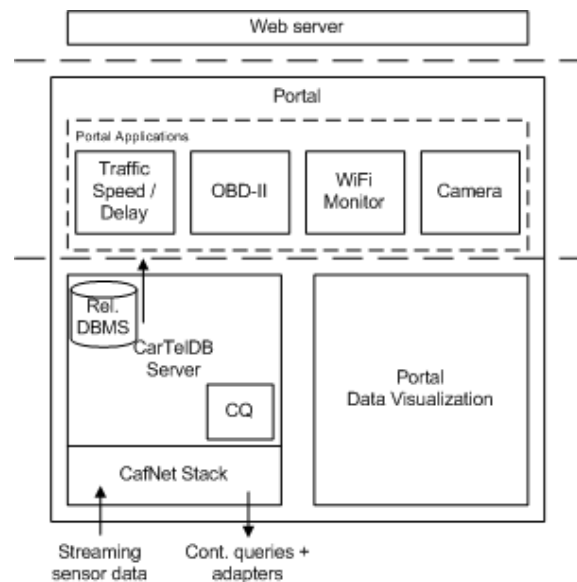 Web server
Portal
Portal Applications
Traffic
Speed /
Delay
OBD-II
WiFi
Monitor
Camera
Rel.
DBMS
CarTelDB
Server
CQ
CafNet Stack
Portal
Data Visualization
Streaming
sensor data
Cont. queries +
adapters